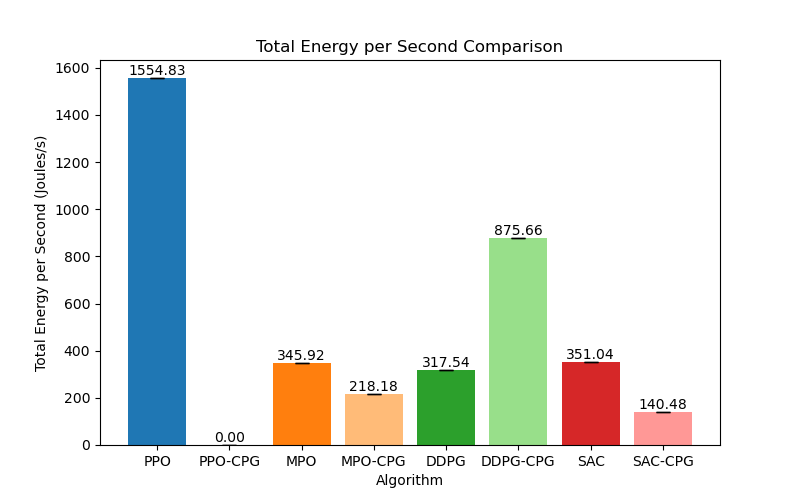 Total Energy per Second Comparison
Total Energy per Second (Joules/s)
1600
1400
1200
1000
800
600
400
200
0
1554.83
0.00
345.92
218.18
317.54
875.66
351.04
140.48
PPO
PPO-CPG
MPO
MPO-CPG
DDPG
DDPG-CPG
SAC
SAC-CPG
Algorithm